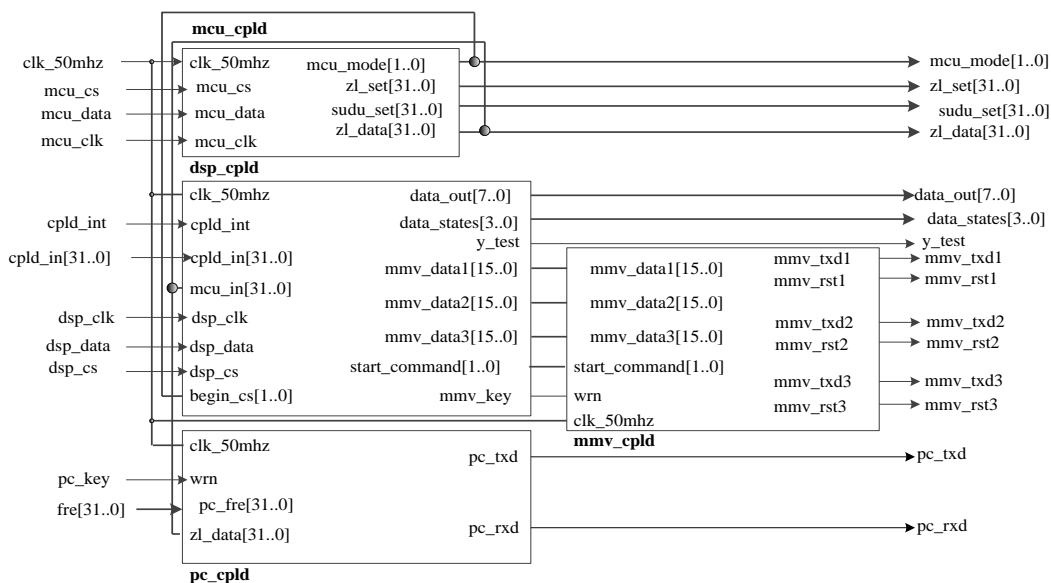 mcu_cpld
clk_50mhz clk_50mhz mcu_mode[1..0] mcu_mode[1..0]
mcu_cs mcu_cs zl_set[31..0] zl_set[31..0]
mcu_data mcu_data sudu_set[31..0] sudu_set[31..0]
mcu_clk mcu_clk zl_data[31..0] zl_data[31..0]
dsp_cpld
clk_50mhz data_out[7..0] data_out[7..0]
cpld_int cpld_int data_states[3..0] data_states[3..0]
y_test y_test
cpld_in[31..0] cpld_in[31..0] mmv_data1[15..0] mmv_data1[15..0] mmv_txd1 mmv_txd1
mmv_rst1 mmv_rst1
mcu_in[31..0] mmv_data2[15..0] mmv_data2[15..0]
dsp_clk dsp_clk mmv_txd2 mmv_txd2
dsp_data dsp_data mmv_data3[15..0] mmv_data3[15..0] mmv_rst2 mmv_rst2
dsp_cs dsp_cs start_command[1..0] start_command[1..0] mmv_txd3 mmv_txd3
begin_cs[1..0] mmv_key wrn mmv_rst3 mmv_rst3
clk_50mhz
mmv_cpld
clk_50mhz pc_txd pc_txd
pc_key wrn
fre[31..0] pc_fre[31..0]
zl_data[31..0] pc_rxd pc_rxd
pc_cpld